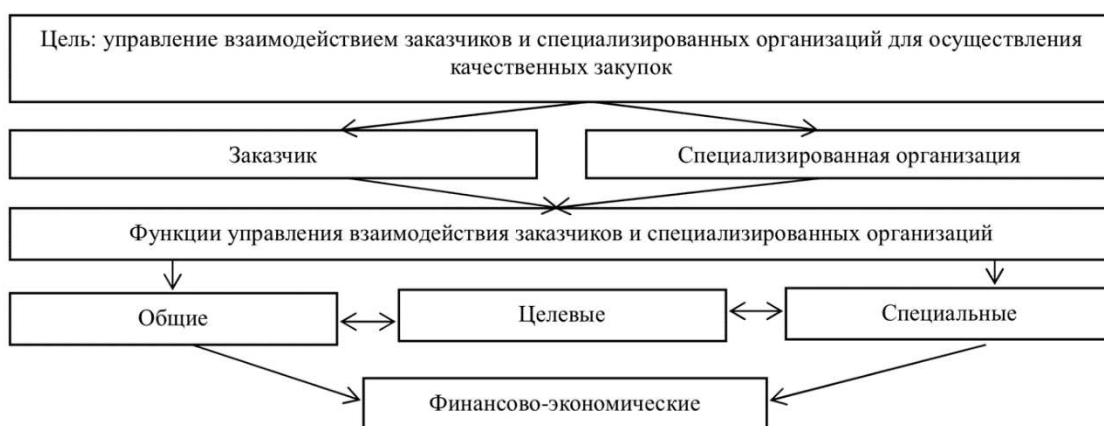 Цель: управление взаимодействием заказчиков и специализированных организаций для осуществления
качественных закупок
Заказчик
Специализированная организация
Функции управления взаимодействия заказчиков и специализированных организаций
Общие
Целевые
Специальные
Финансово-экономические